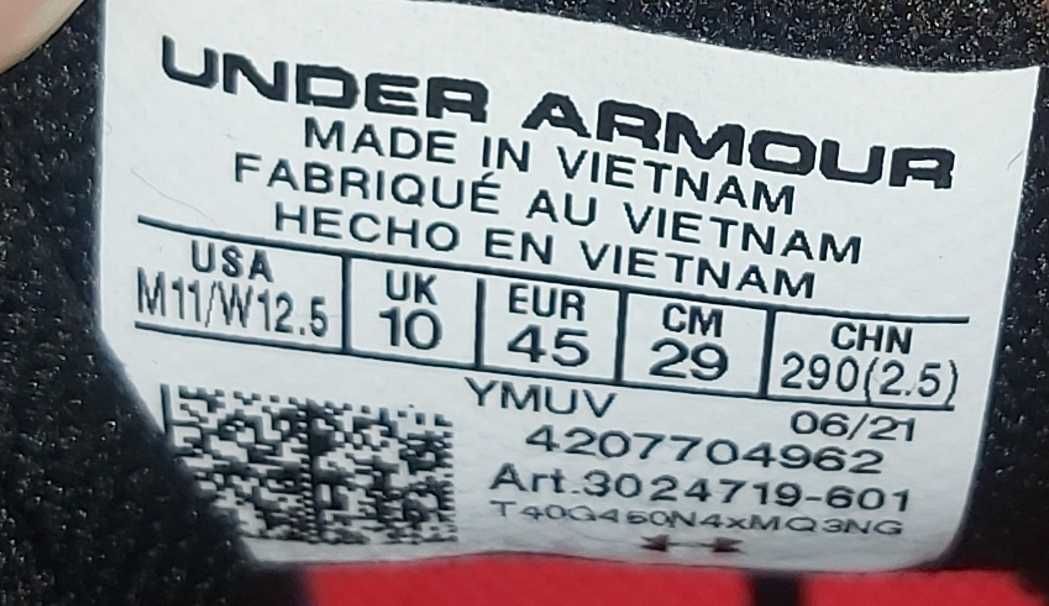 UNDER ARMOUR
MADE IN VIETNAM
FABRIQUÉ AU VIETNAM
HECHO EN VIETNAM
USA UK EUR CM CHN
M11/W12.5 10 45 29 290(2.5)
YMUV 06/21
4207704962
Art.3024719-601
T40G460N4xMQ3NG